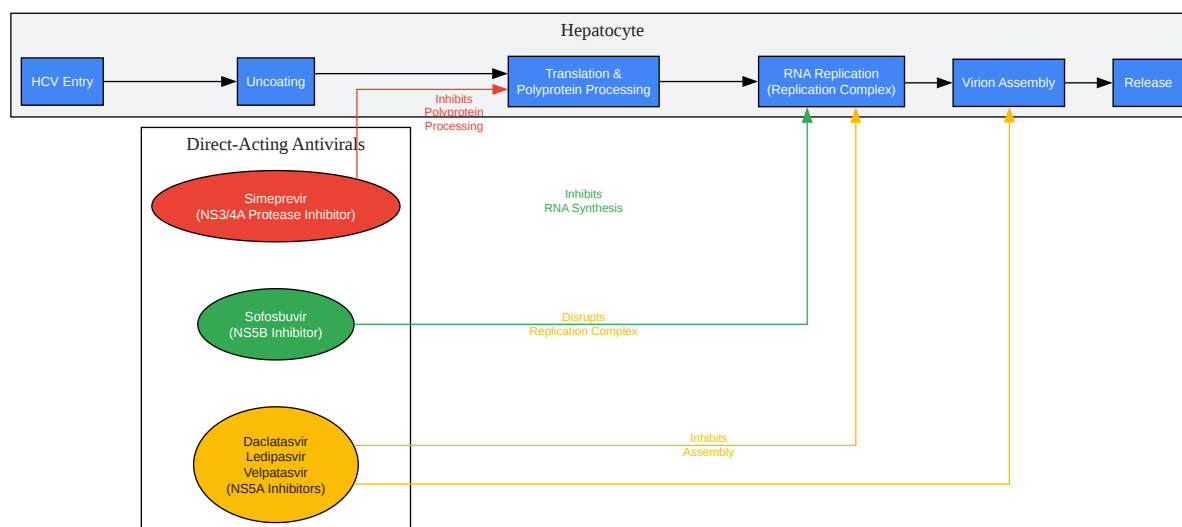 Hepatocyte
HCV Entry
Uncoating
Translation &
Polyprotein Processing
RNA Replication
(Replication Complex)
Virion Assembly
Release
Inhibits
Polyprotein
Processing
Direct-Acting Antivirals
Simeprevir
(NS3/4A Protease Inhibitor)
Inhibits
RNA Synthesis
Sofosbuvir
(NS5B Inhibitor)
Disrupts
Replication Complex
Daclatasvir
Ledipasvir
Velpatasvir
(NS5A Inhibitors)
Inhibits
Assembly